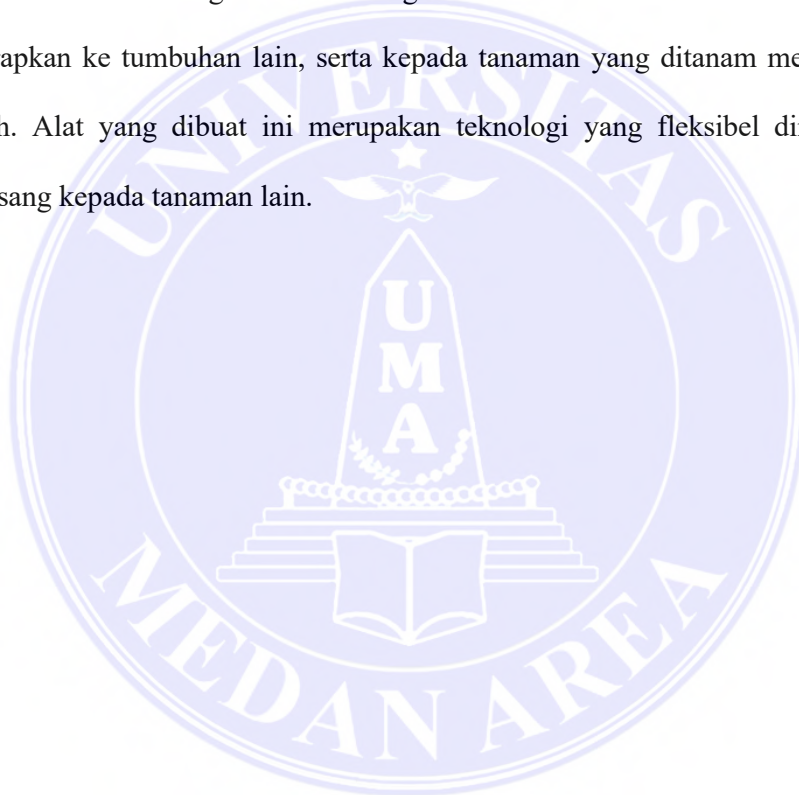 apkan ke tumbuhan lain, serta kepada tanaman yang ditanam me
h. Alat yang dibuat ini merupakan teknologi yang fleksibel di
sang kepada tanaman lain.
UNIVERSITAS
UMA
MEDAN AREA